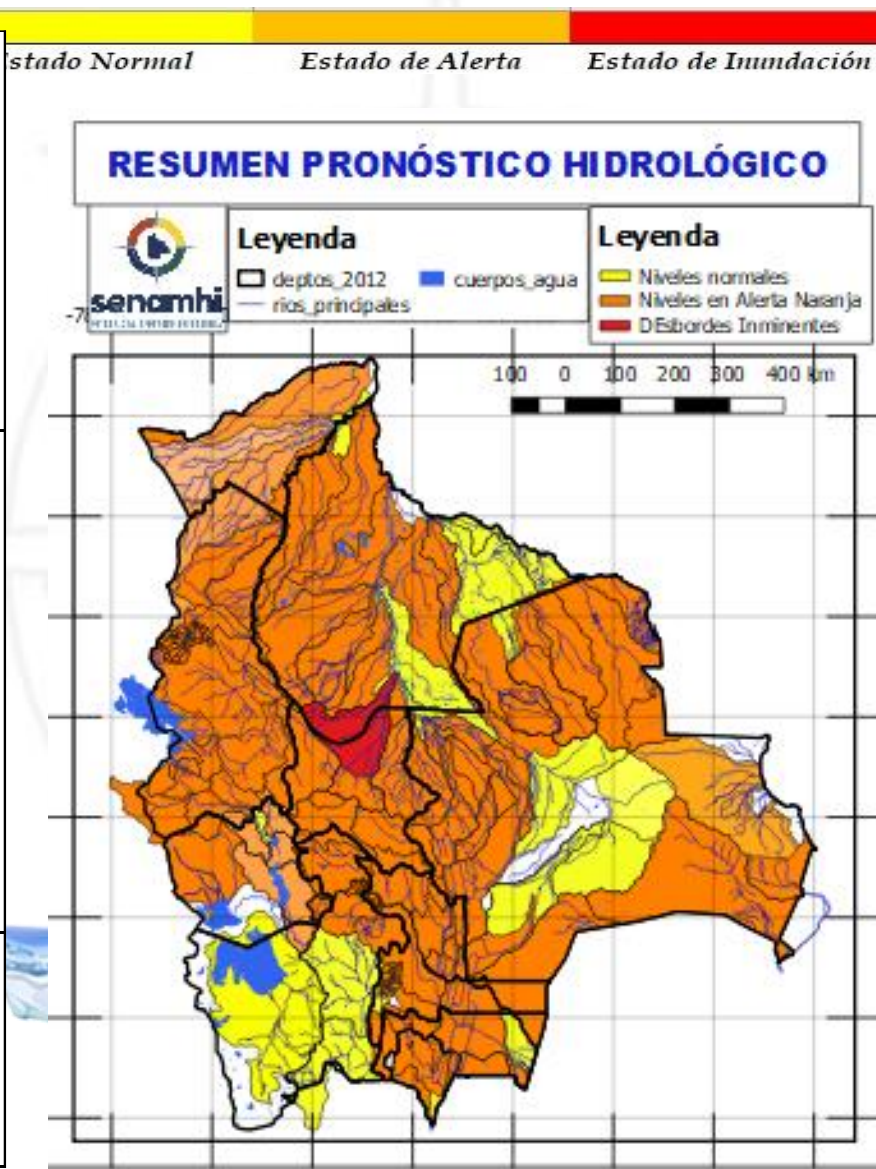 stado Normal Estado de Alerta Estado de Inundación
RESUMEN PRONÓSTICO HIDROLÓGICO
senamhi
Leyenda
deptos_2012 cuerpos_agua
rios_principales
Leyenda
Niveles normales
Niveles en Alerta Naranja
DEsbordes Inminentes
100 0 100 200 300 400 km